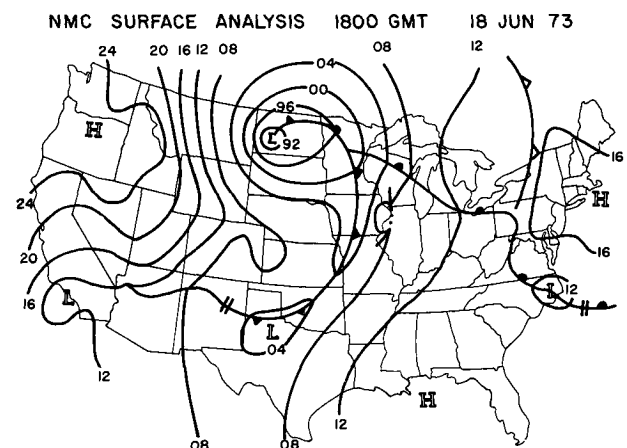 NMC SURFACE ANALYSIS 1800 GMT 18 JUN 73
24 20 16 12 08 04 08 12
00
96
H L 92
16
24 H
20 16
16 L L 12
L
04
12 H
12
08 08